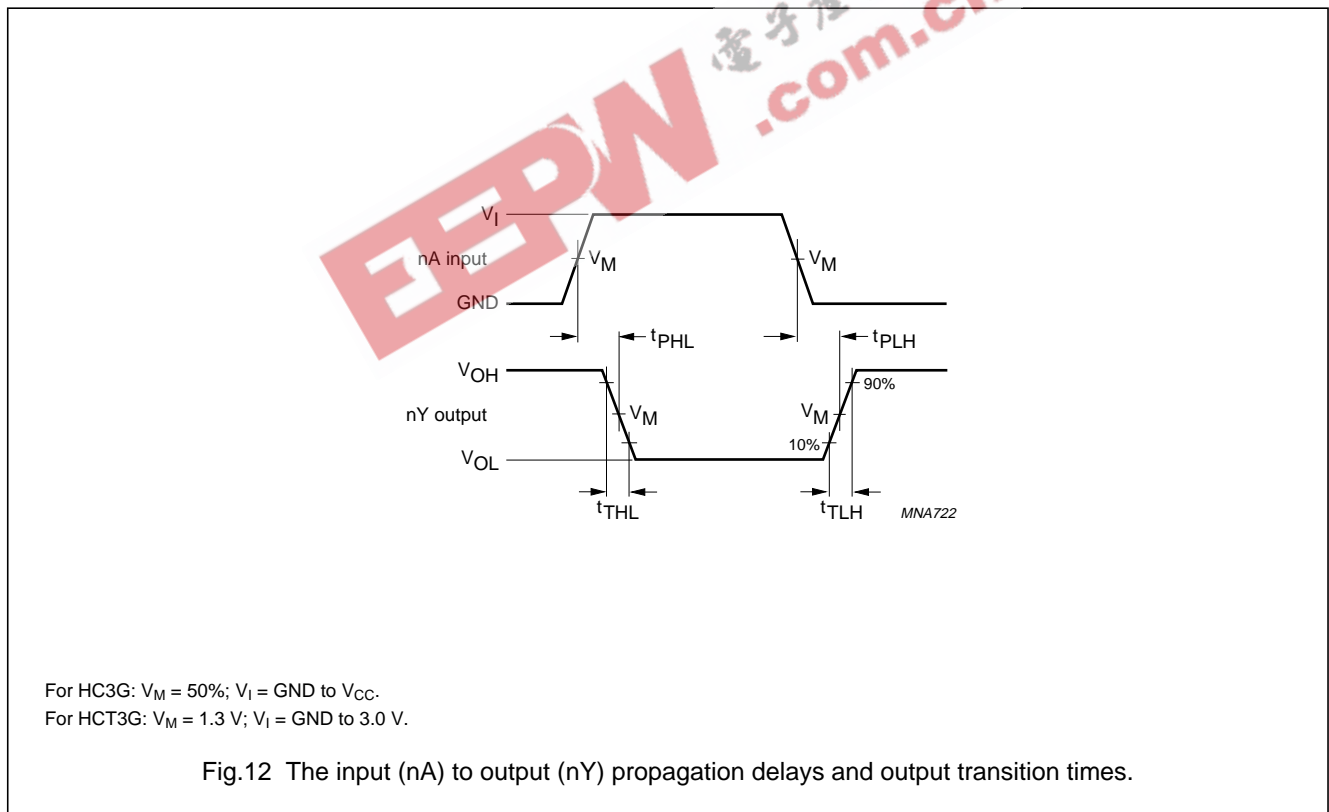 EEPW
.com.cn
V_I
nA input
V_M
V_M
GND
t_PHL
t_PLH
V_OH
90%
nY output
V_M
V_M
10%
V_OL
t_THL
t_TLH
MNA722
For HC3G: V_M = 50%; V_I = GND to V_CC.
For HCT3G: V_M = 1.3 V; V_I = GND to 3.0 V.
Fig.12 The input (nA) to output (nY) propagation delays and output transition times.